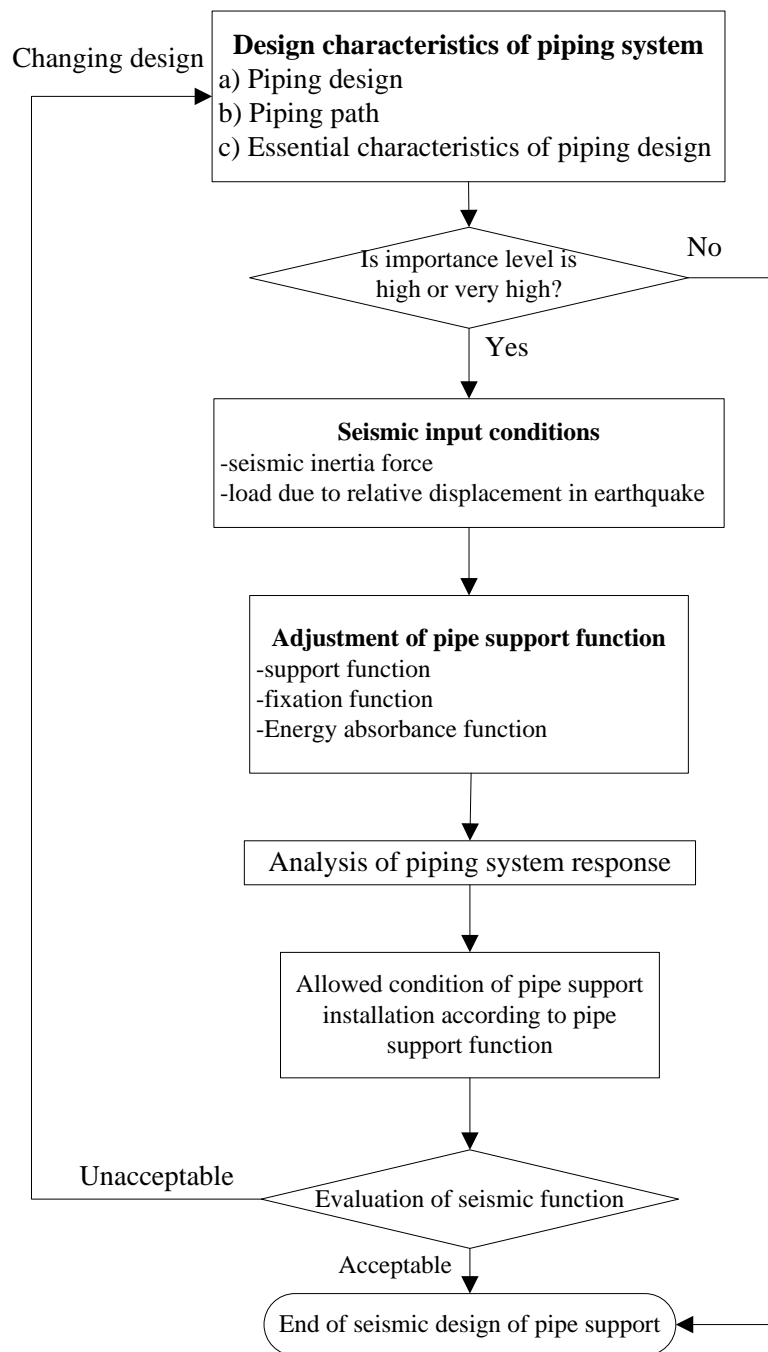 Changing design
Design characteristics of piping system
a) Piping design
b) Piping path
c) Essential characteristics of piping design
Is importance level is
high or very high?
No
Yes
Seismic input conditions
-seismic inertia force
-load due to relative displacement in earthquake
Adjustment of pipe support function
-support function
-fixation function
-Energy absorbance function
Analysis of piping system response
Allowed condition of pipe support
installation according to pipe
support function
Unacceptable
Evaluation of seismic function
Acceptable
End of seismic design of pipe support